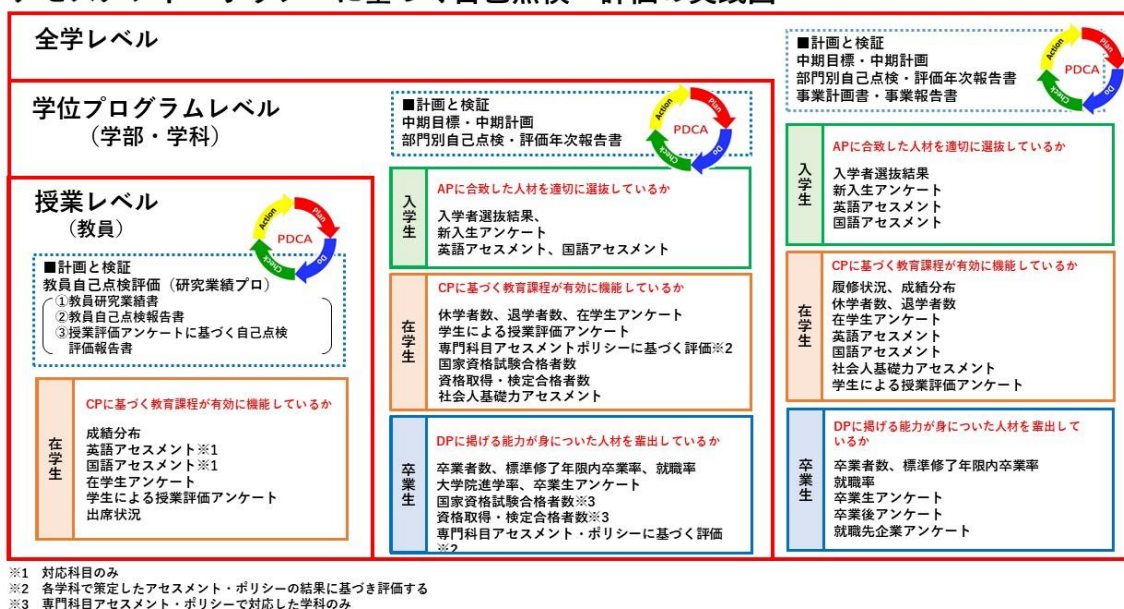 アセスメント・ポリシーに基づく自己点検・評価の実践図
全学レベル
■計画と検証
中期目標・中期計画
部門別自己点検・評価年次報告書
事業計画書・事業報告書
Action
Plan
PDCA
Check
Do
入学生
APに合致した人材を適切に選抜しているか
入学者選抜結果
新入生アンケート
英語アセスメント
国語アセスメント
在学生
CPに基づく教育課程が有効に機能しているか
履修状況、成績分布
休学者数、退学者数
在学生アンケート
英語アセスメント
国語アセスメント
社会人基礎力アセスメント
学生による授業評価アンケート
卒業生
DPに掲げる能力が身についた人材を輩出して
いるか
卒業者数、標準修了年限内卒業率
就職率
卒業生アンケート
卒業後アンケート
就職先企業アンケート
学位プログラムレベル
（学部・学科）
■計画と検証
中期目標・中期計画
部門別自己点検・評価年次報告書
Action
Plan
PDCA
Check
Do
入学生
APに合致した人材を適切に選抜しているか
入学者選抜結果、
新入生アンケート
英語アセスメント、国語アセスメント
在学生
CPに基づく教育課程が有効に機能しているか
休学者数、退学者数、在学生アンケート
学生による授業評価アンケート
専門科目アセスメントポリシーに基づく評価※2
国家資格試験合格者数
資格取得・検定合格者数
社会人基礎力アセスメント
卒業生
DPに掲げる能力が身についた人材を輩出しているか
卒業者数、標準修了年限内卒業率、就職率
大学院進学率、卒業生アンケート
国家資格試験合格者数※3
資格取得・検定合格者数※3
専門科目アセスメント・ポリシーに基づく評価
※2
授業レベル
（教員）
Action
Plan
PDCA
Check
Do
■計画と検証
教員自己点検評価（研究業績プロ）
①教員研究業績書
②教員自己点検報告書
③授業評価アンケートに基づく自己点検
評価報告書
在学生
CPに基づく教育課程が有効に機能しているか
成績分布
英語アセスメント※1
国語アセスメント※1
在学生アンケート
学生による授業評価アンケート
出席状況
※1 対応科目のみ
※2 各学科で策定したアセスメント・ポリシーの結果に基づき評価する
※3 専門科目アセスメント・ポリシーで対応した学科のみ